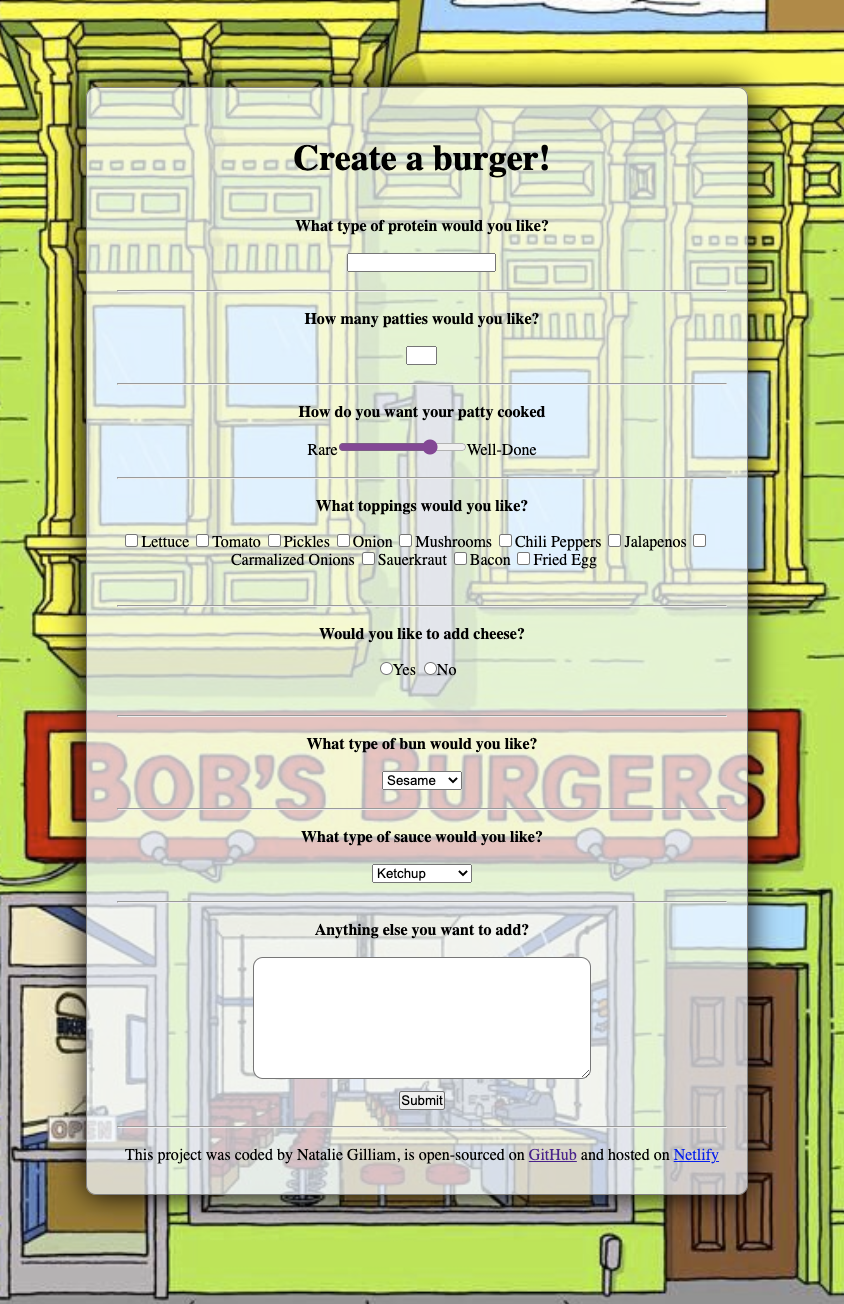 Create a burger!
What type of protein would you like?
How many patties would you like?
How do you want your patty cooked
Rare Well-Done
What toppings would you like?
Lettuce Tomato Pickles Onion Mushrooms Chili Peppers Jalapenos
Carmalized Onions Sauerkraut Bacon Fried Egg
Would you like to add cheese?
Yes No
What type of bun would you like?
BOB'S BURGERS
Sesame
What type of sauce would you like?
Ketchup
Anything else you want to add?
Submit
OPEN
This project was coded by Natalie Gilliam, is open-sourced on GitHub and hosted on Netlify